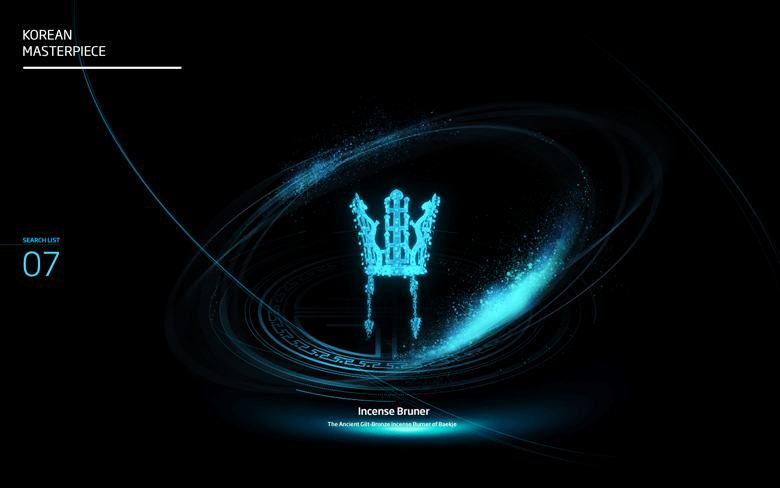 KOREAN
MASTERPIECE
SEARCH LIST
07
Incense Bruner
The Ancient Gilt-Bronze Incense Burner of Baekje